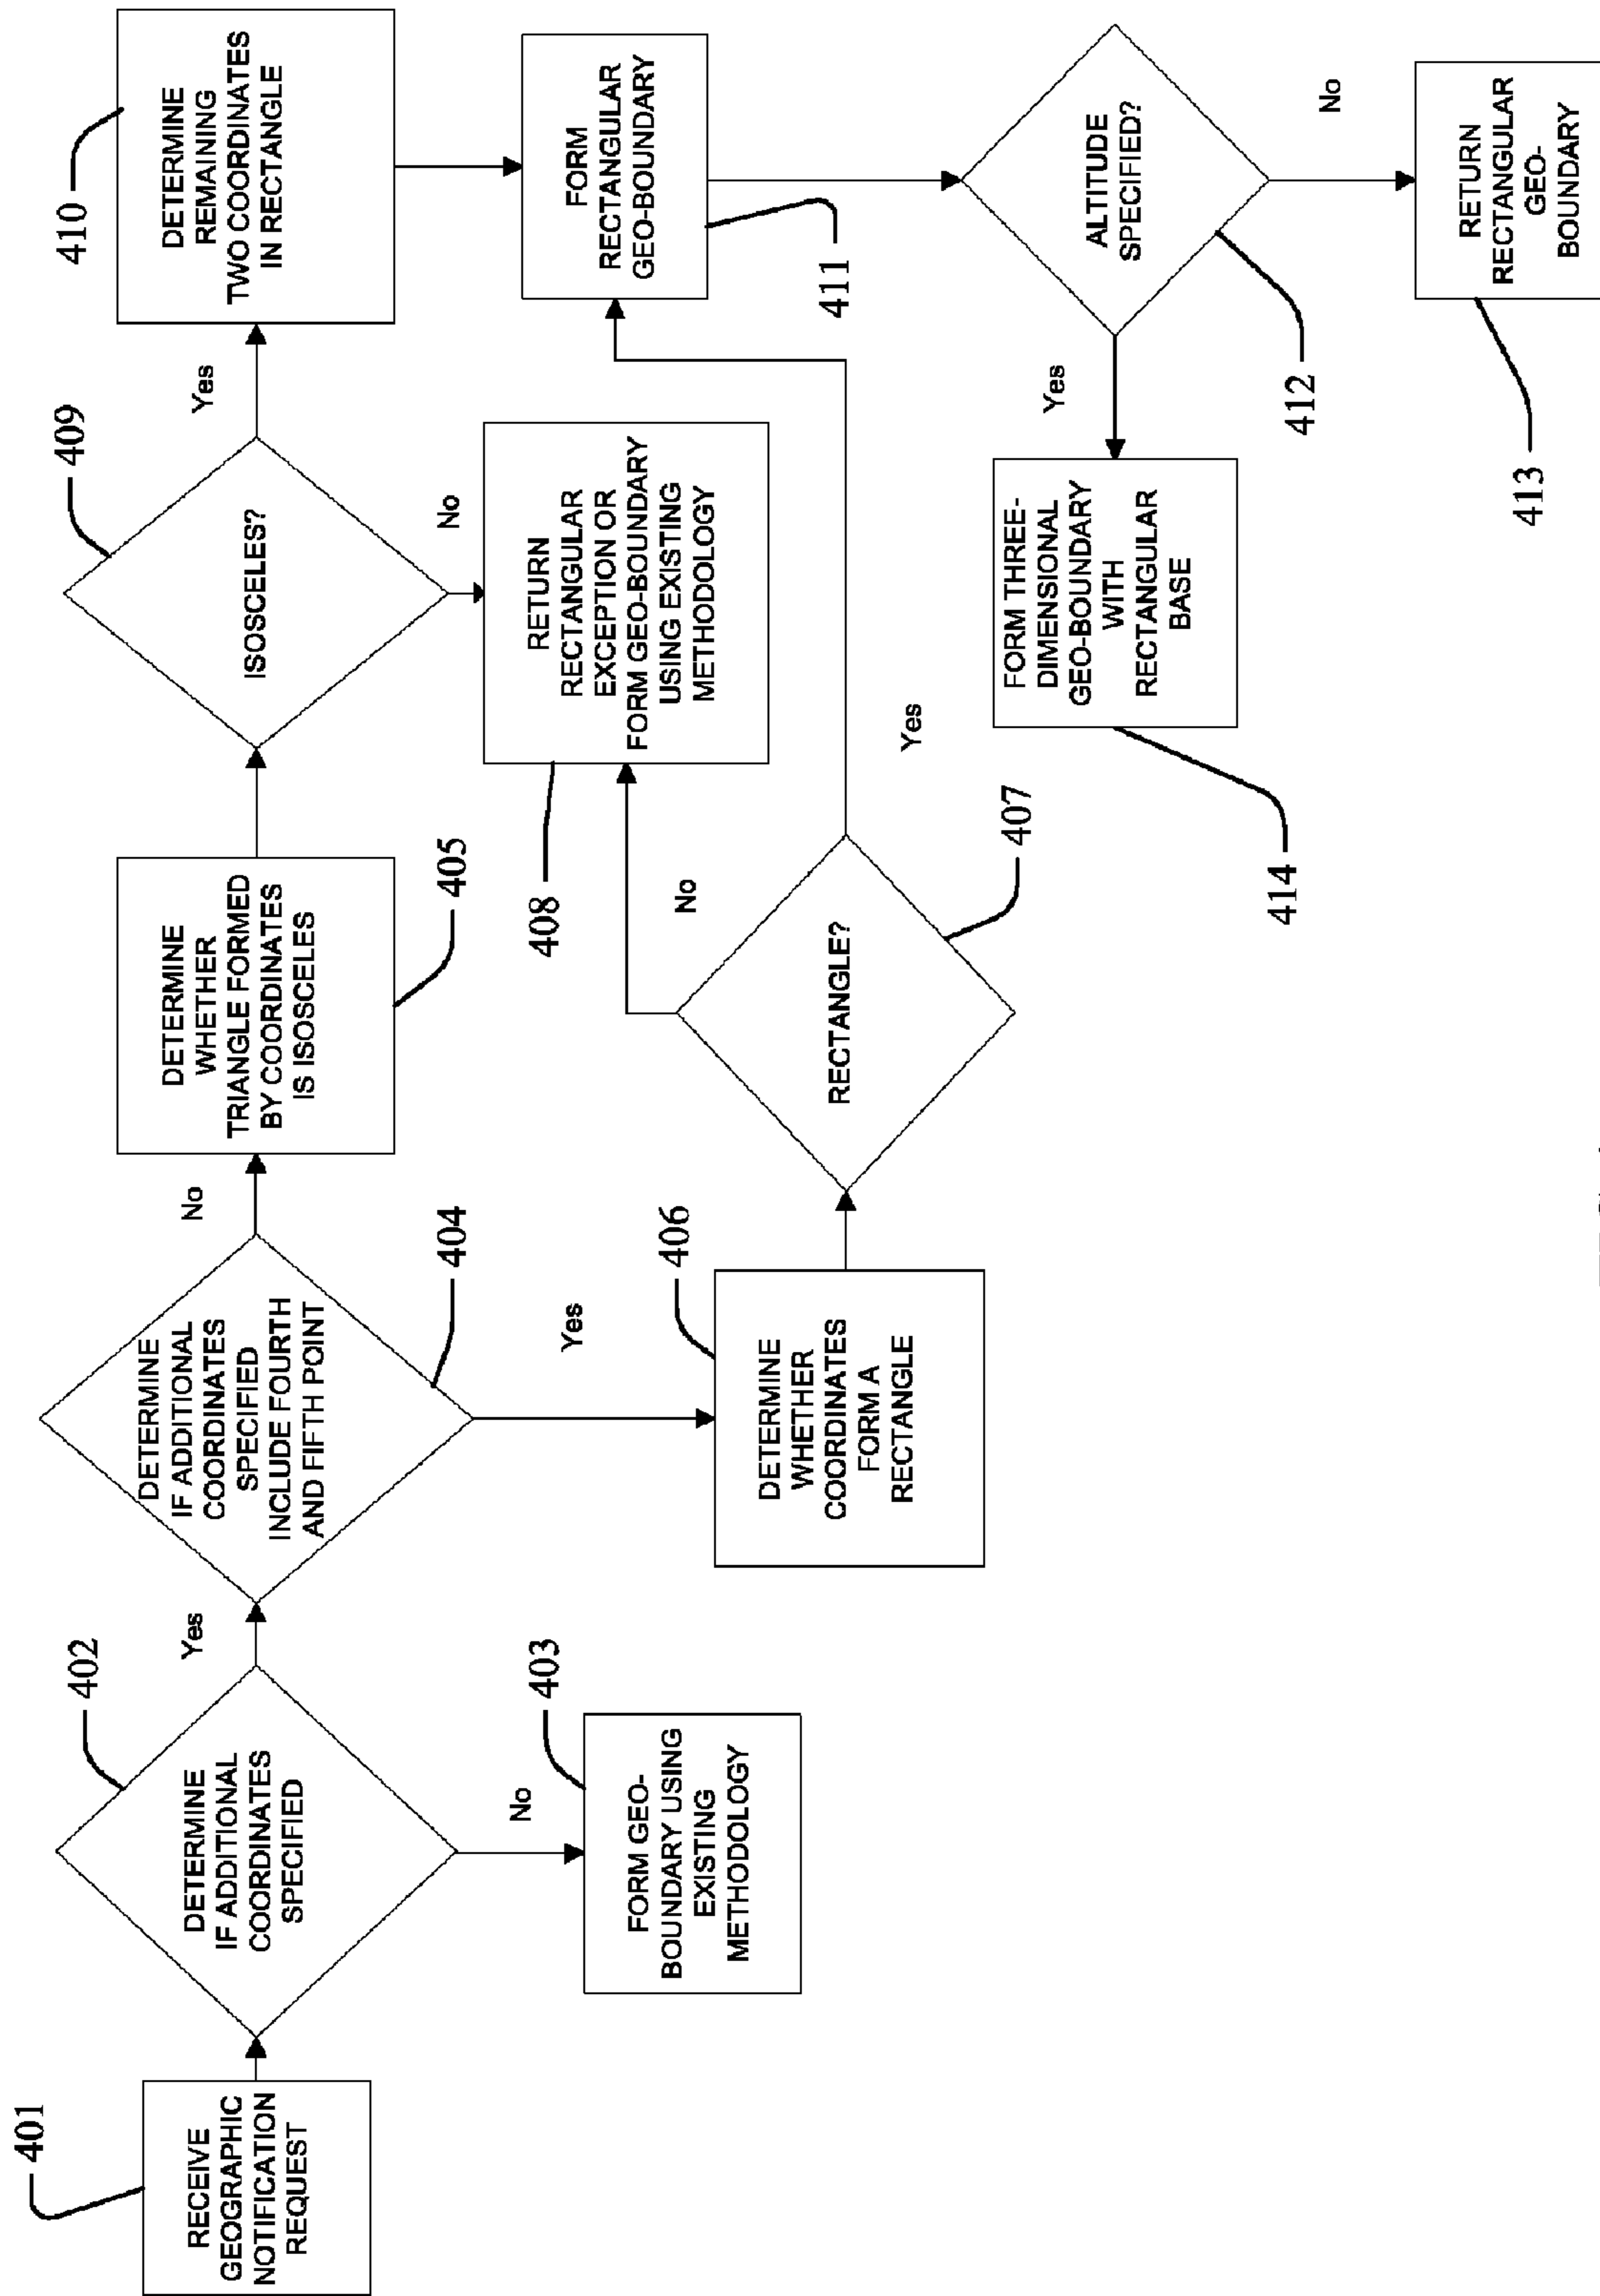 401
RECEIVE
GEOGRAPHIC
NOTIFICATION
REQUEST
402
DETERMINE
IF ADDITIONAL
COORDINATES
SPECIFIED
Yes
No
403
FORM GEO-
BOUNDARY USING
EXISTING
METHODOLOGY
DETERMINE
IF ADDITIONAL
COORDINATES
SPECIFIED
INCLUDE FOURTH
AND FIFTH POINT
404
No
Yes
405
DETERMINE
WHETHER
TRIANGLE FORMED
BY COORDINATES
IS ISOSCELES
406
DETERMINE
WHETHER
COORDINATES
FORM A
RECTANGLE
RECTANGLE?
407
No
Yes
408
RETURN
RECTANGULAR
EXCEPTION OR
FORM GEO-BOUNDARY
USING EXISTING
METHODOLOGY
409
ISOSCELES?
No
Yes
410
DETERMINE
REMAINING
TWO COORDINATES
IN RECTANGLE
FORM
RECTANGULAR
GEO-BOUNDARY
411
ALTITUDE
SPECIFIED?
412
Yes
No
RETURN
RECTANGULAR
GEO-
BOUNDARY
413
FORM THREE-
DIMENSIONAL
GEO-BOUNDARY
WITH
RECTANGULAR
BASE
414